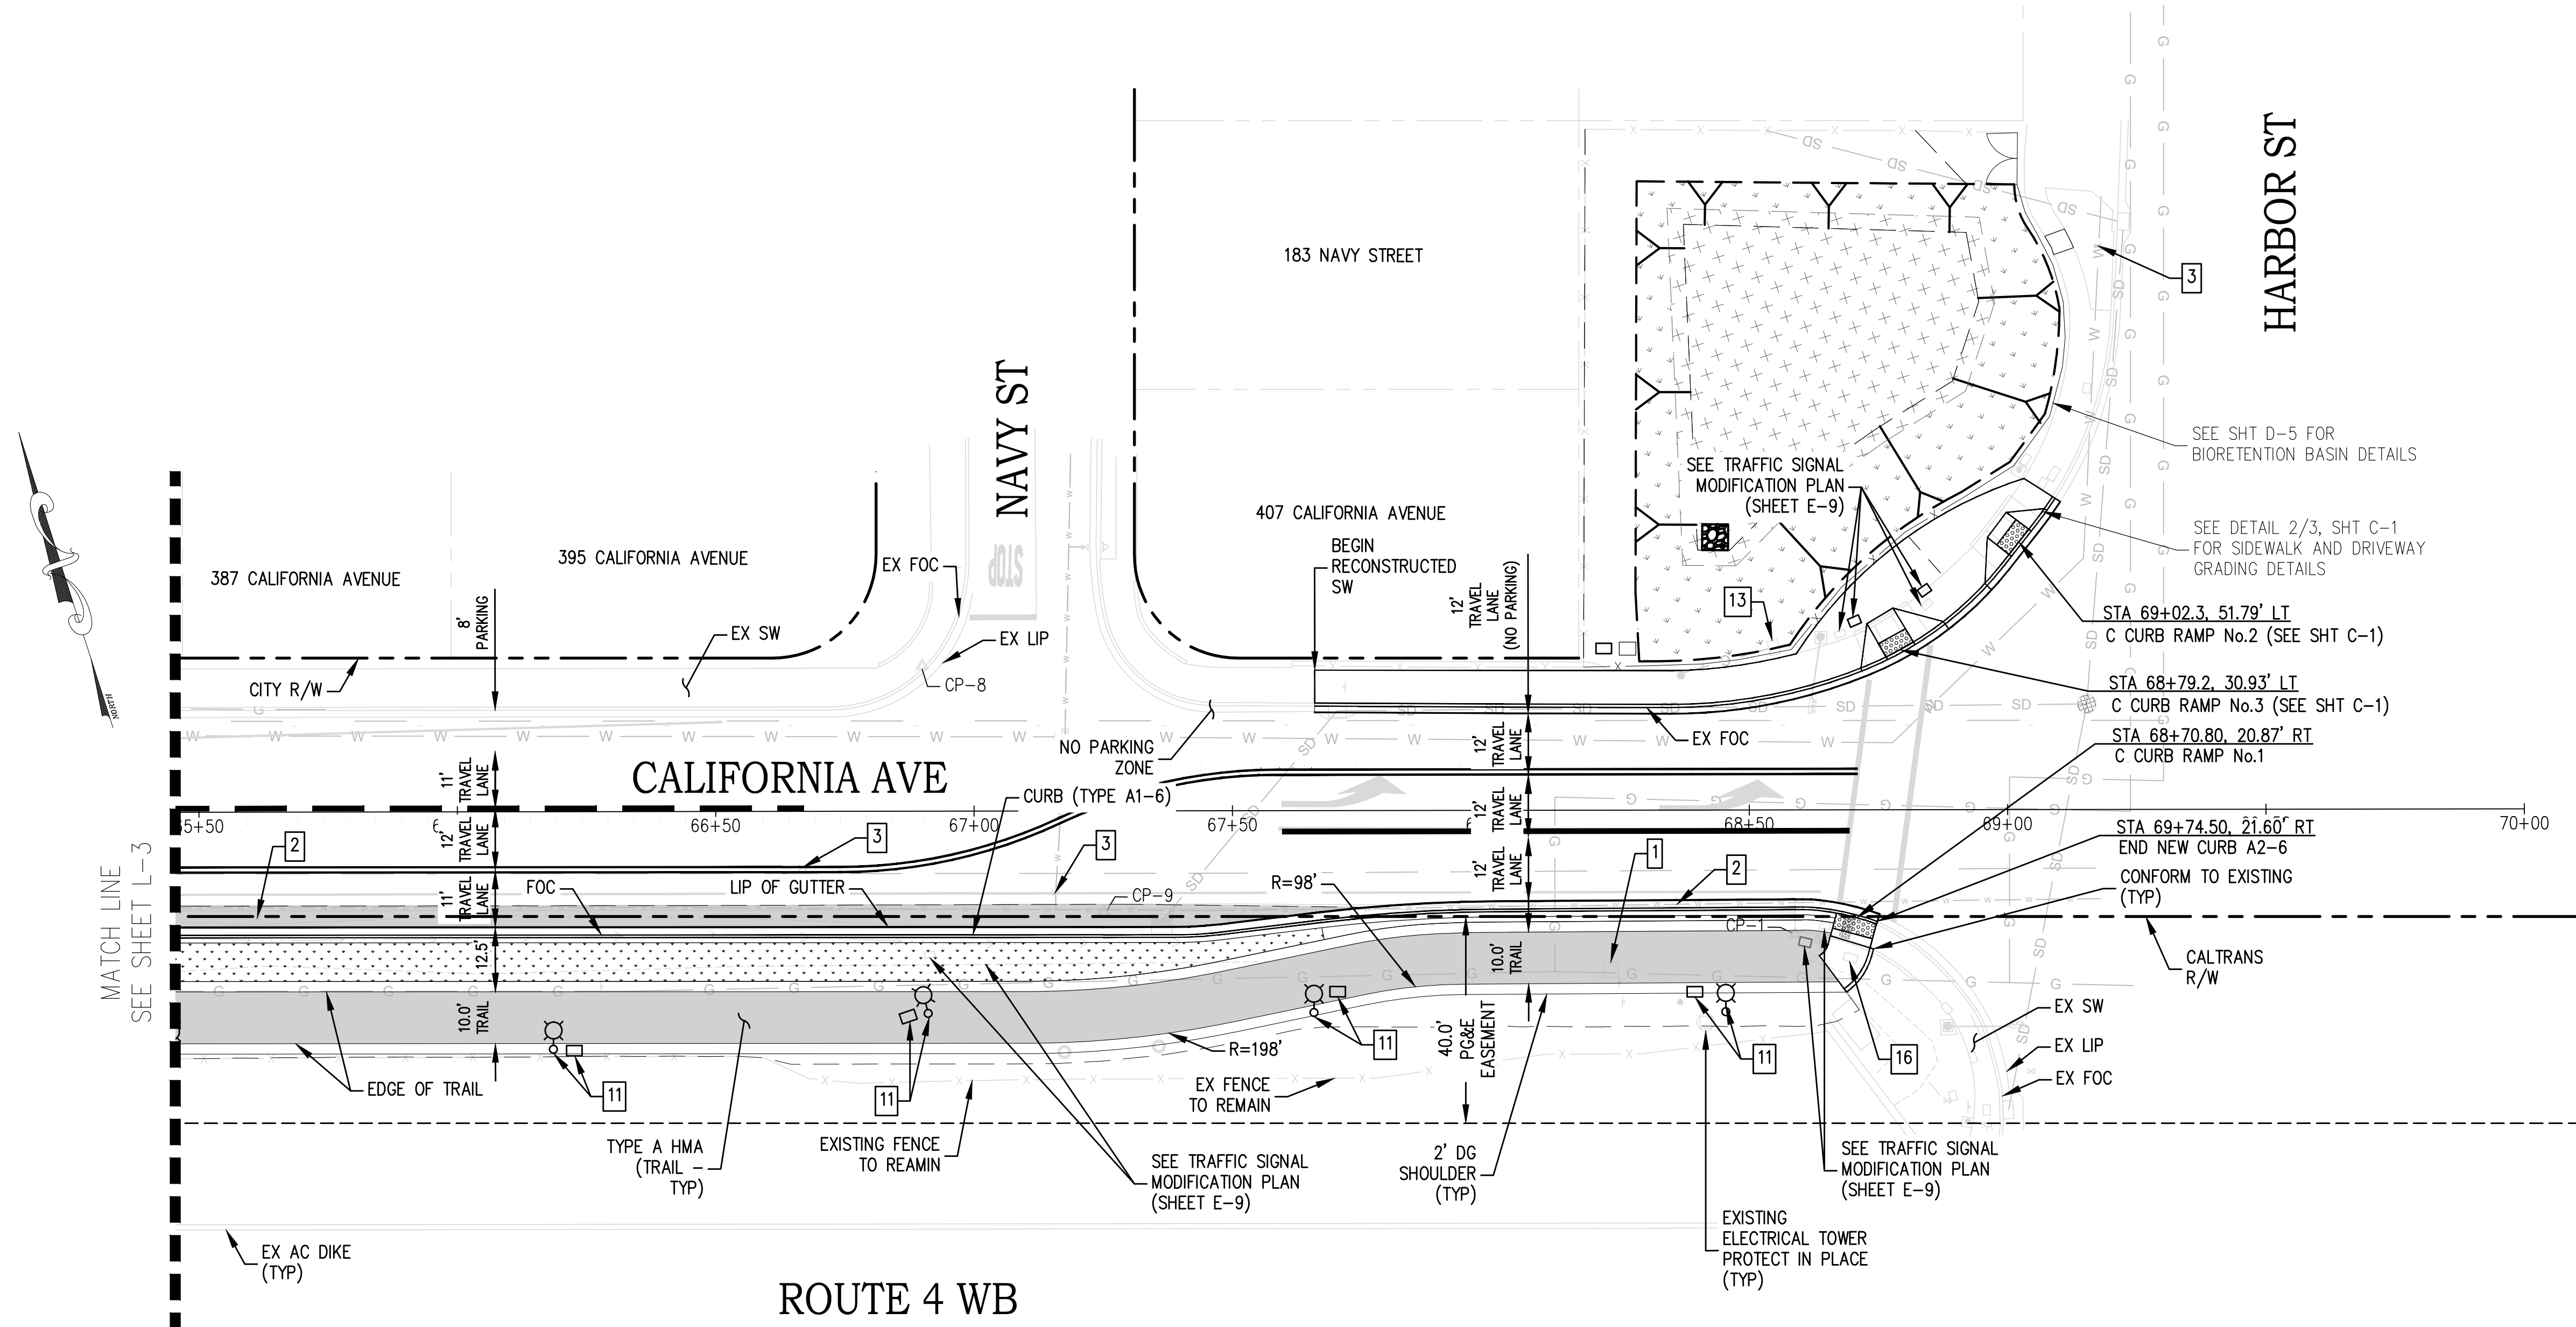 HARBOR ST
NAVY ST
183 NAVY STREET
3
SEE SHT D-5 FOR
BIORETENTION BASIN DETAILS
SEE TRAFFIC SIGNAL
MODIFICATION PLAN
(SHEET E-9)
407 CALIFORNIA AVENUE
BEGIN
RECONSTRUCTED
SW
12'
TRAVEL
LANE
(NO PARKING)
13
SEE DETAIL 2/3, SHT C-1
FOR SIDEWALK AND DRIVEWAY
GRADING DETAILS
STA 69+02.3, 51.79' LT
C CURB RAMP No.2 (SEE SHT C-1)
STA 68+79.2, 30.93' LT
C CURB RAMP No.3 (SEE SHT C-1)
STA 68+70.80, 20.87' RT
C CURB RAMP No.1
STA 69+74.50, 21.60' RT
END NEW CURB A2-6
CONFORM TO EXISTING
(TYP)
CALTRANS
R/W
387 CALIFORNIA AVENUE
395 CALIFORNIA AVENUE
EX FOC
STOP
EX LIP
CP-8
8'
PARKING
EX SW
CITY R/W
NORTH
NO PARKING
ZONE
EX FOC
CALIFORNIA AVE
CURB (TYPE A1-6)
11'
TRAVEL
LANE
12'
TRAVEL
LANE
11'
TRAVEL
LANE
12'
TRAVEL
LANE
12'
TRAVEL
LANE
12'
TRAVEL
LANE
66+50
67+00
67+50
68+50
69+00
70+00
2
3
3
1
2
FOC
LIP OF GUTTER
CP-9
R=98'
CP-1
MATCH LINE
SEE SHEET L-3
12.5'
10.0'
TRAIL
10.0'
TRAIL
40.0'
PG&E
EASEMENT
EDGE OF TRAIL
11
11
11
11
16
R=198'
EX FENCE
TO REMAIN
EX SW
EX LIP
EX FOC
TYPE A HMA
(TRAIL -
TYP)
EXISTING FENCE
TO REAMIN
SEE TRAFFIC SIGNAL
MODIFICATION PLAN
(SHEET E-9)
2' DG
SHOULDER
(TYP)
SEE TRAFFIC SIGNAL
MODIFICATION PLAN
(SHEET E-9)
EXISTING
ELECTRICAL TOWER
PROTECT IN PLACE
(TYP)
EX AC DIKE
(TYP)
ROUTE 4 WB